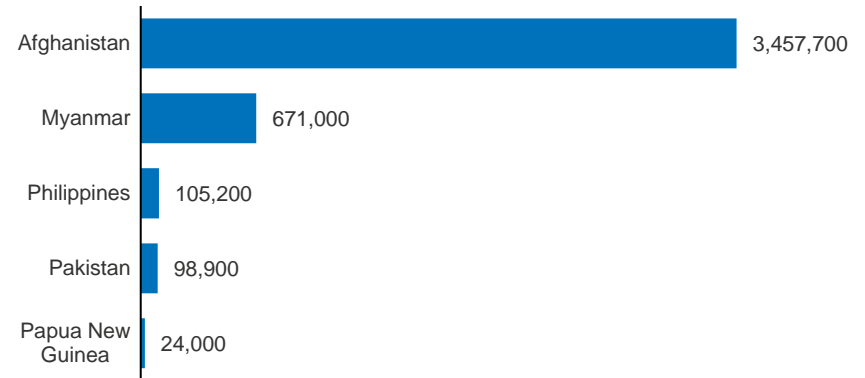 Afghanistan 3,457,700
Myanmar 671,000
Philippines 105,200
Pakistan 98,900
Papua New
Guinea 24,000